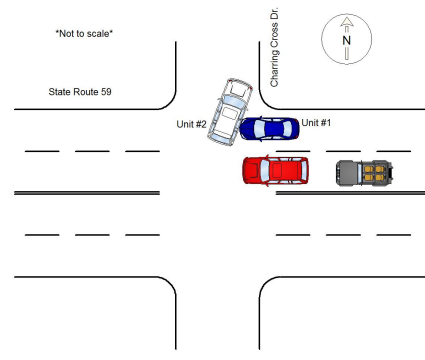 *Not to scale*
Charring Cross Dr.
N
State Route 59
Unit #2
Unit #1